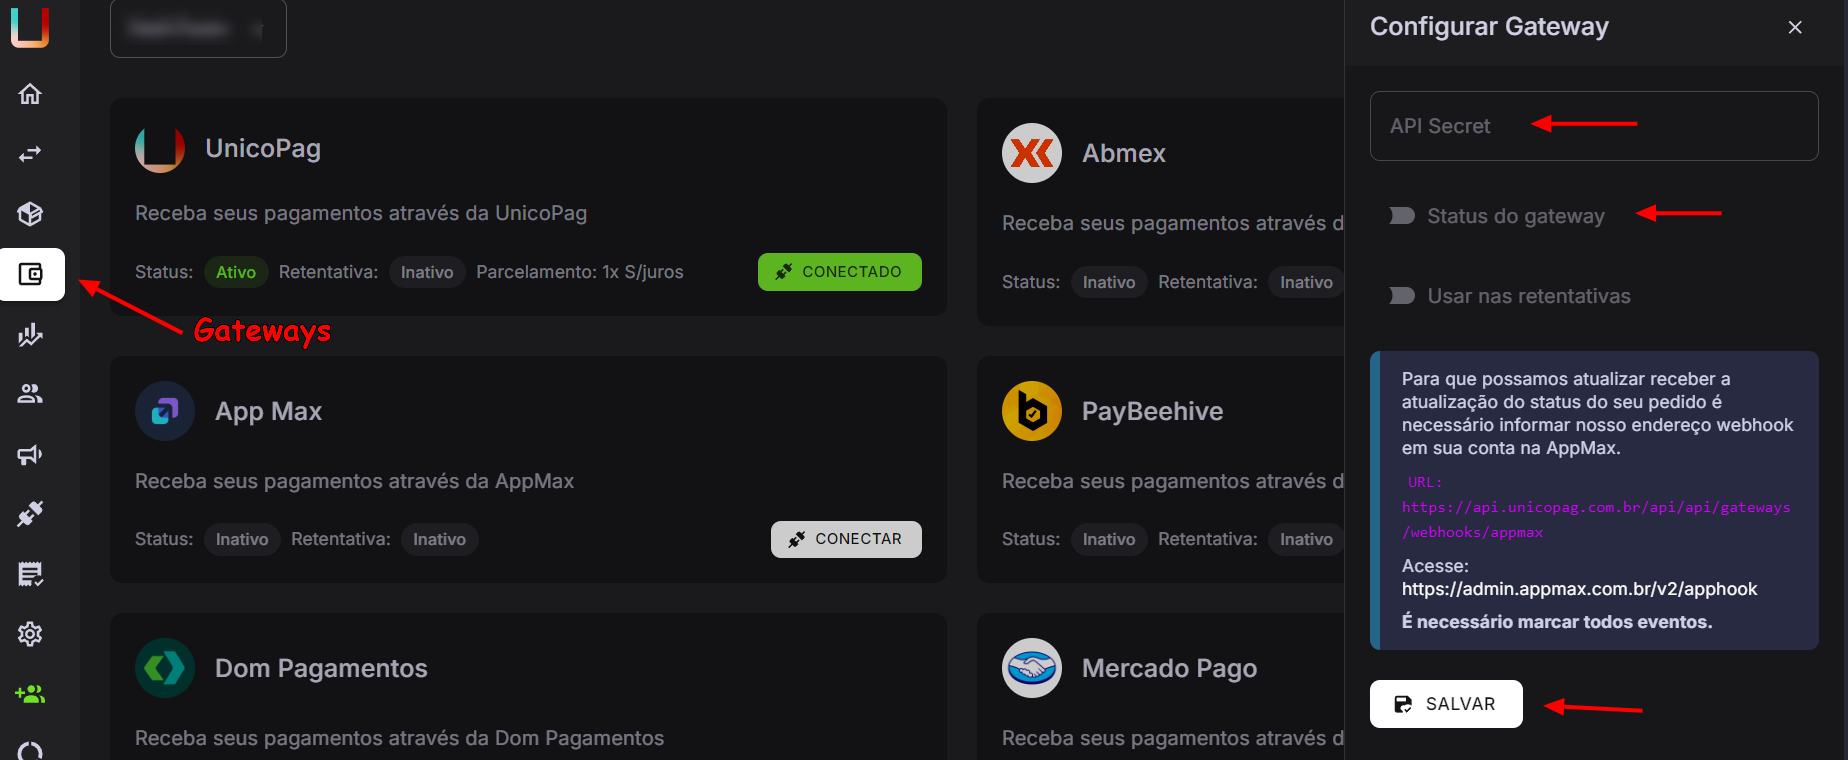 UnicoPag
Receba seus pagamentos através da UnicoPag
Status: Ativo Retentativa: Inativo Parcelamento: 1x S/juros CONECTADO
Gateways
Abmex
Receba seus pagamentos através d
Status: Inativo Retentativa: Inativo
App Max
Receba seus pagamentos através da AppMax
Status: Inativo Retentativa: Inativo CONECTAR
PayBeehive
Receba seus pagamentos através d
Status: Inativo Retentativa: Inativo
Dom Pagamentos
Receba seus pagamentos através da Dom Pagamentos
Mercado Pago
Receba seus pagamentos através d
Configurar Gateway
API Secret
Status do gateway
Usar nas retentativas
Para que possamos atualizar receber a
atualização do status do seu pedido é
necessário informar nosso endereço webhook
em sua conta na AppMax.
URL:
https://api.unicopag.com.br/api/api/gateways
/webhooks/appmax
Acesse:
https://admin.appmax.com.br/v2/apphook
É necessário marcar todos eventos.
SALVAR